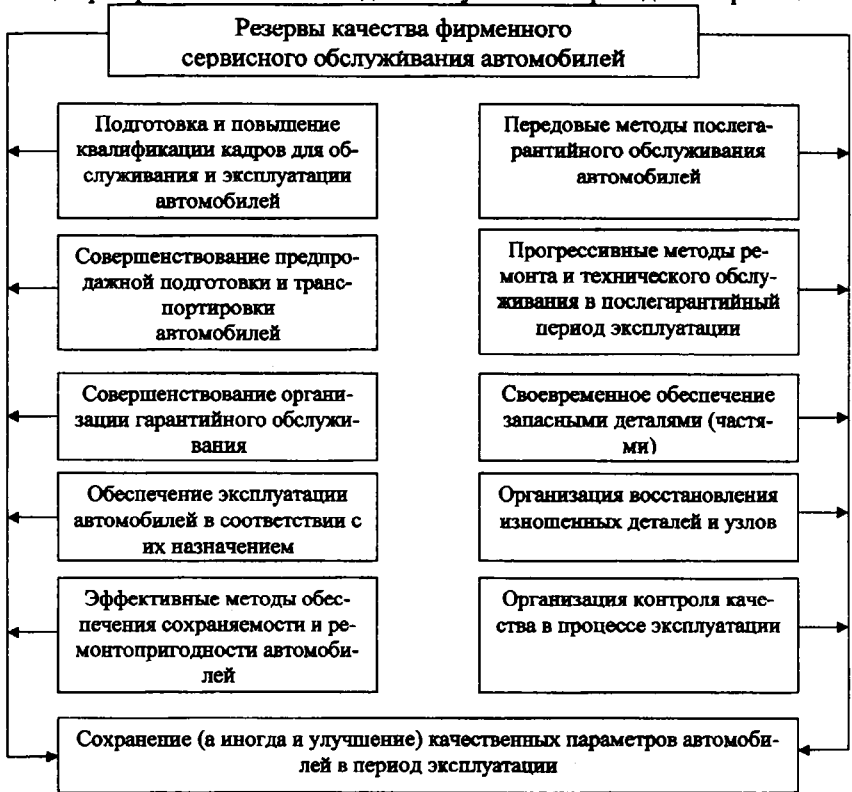 Резервы качества фирменного
сервисного обслуживания автомобилей
Подготовка и повышение
квалификации кадров для об-
служивания и эксплуатации
автомобилей
Совершенствование предпро-
дажной подготовки и транс-
портировки
автомобилей
Совершенствование органи-
зации гарантийного обслужи-
вания
Обеспечение эксплуатации
автомобилей в соответствии с
их назначением
Эффективные методы обес-
печения сохраняемости и ре-
монтопригодности автомоби-
лей
Передовые методы послега-
рантийного обслуживания
автомобилей
Прогрессивные методы ре-
монта и технического обслу-
живания в послегарантийный
период эксплуатации
Своевременное обеспечение
запасными деталями (частя-
ми)
Организация восстановления
изношенных деталей и узлов
Организация контроля каче-
ства в процессе эксплуатации
Сохранение (а иногда и улучшение) качественных параметров автомоби-
лей в период эксплуатации